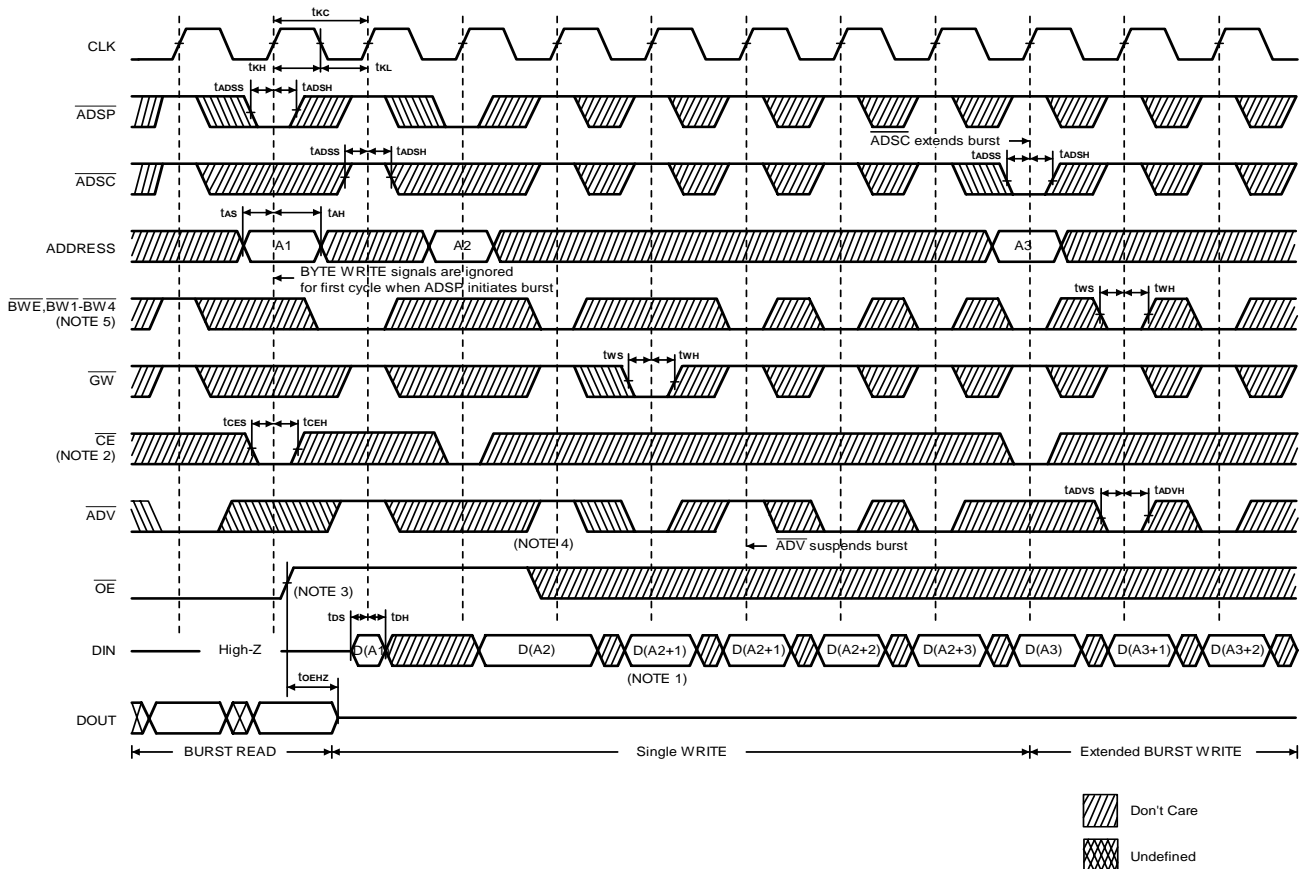 tKC
CLK
tKH tKL
tADSS tADSH
ADSP
ADSC extends burst
tADSS tADSH tADSS tADSH
ADSC
tAS tAH
ADDRESS A1 A2 A3
BYTE WRITE signals are ignored
for first cycle when ADSP initiates burst
BWE,BW1-BW4
(NOTE 5)
tWS tWH
tWS tWH
GW
tCES tCEH
CE
(NOTE 2)
tADVS tADVH
ADV
(NOTE 4) ADV suspends burst
OE (NOTE 3)
tDS tDH
DIN High-Z D(A1 D(A2) D(A2+1) D(A2+1) D(A2+2) D(A2+3) D(A3) D(A3+1) D(A3+2)
(NOTE 1)
tOEHZ
DOUT
BURST READ Single WRITE Extended BURST WRITE
Don't Care
Undefined